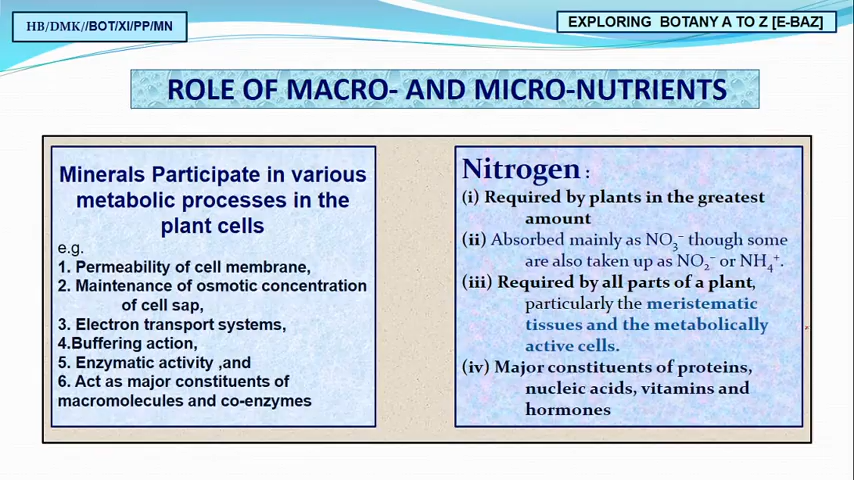 HB/DMK//BOT/XI/PP/MN
EXPLORING BOTANY A TO Z [E-BAZ]
ROLE OF MACRO- AND MICRO-NUTRIENTS
Minerals Participate in various
metabolic processes in the
plant cells
e.g.
1. Permeability of cell membrane,
2. Maintenance of osmotic concentration
of cell sap,
3. Electron transport systems,
4.Buffering action,
5. Enzymatic activity ,and
6. Act as major constituents of
macromolecules and co-enzymes
Nitrogen :
(i) Required by plants in the greatest
amount
(ii) Absorbed mainly as NO₃⁻ though some
are also taken up as NO₂⁻ or NH₄⁺.
(iii) Required by all parts of a plant,
particularly the meristematic
tissues and the metabolically
active cells.
(iv) Major constituents of proteins,
nucleic acids, vitamins and
hormones